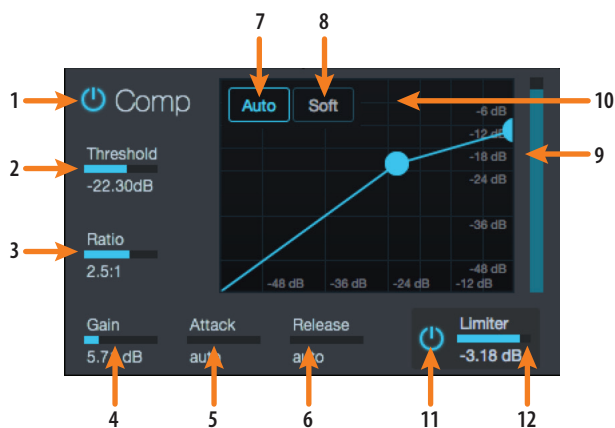 7 8
1 Comp Auto Soft 10
-6 dB
-12 dB
9
2 Threshold -18 dB
-22.30dB -24 dB
3 Ratio -36 dB
2.5:1
-48 dB
-48 dB -36 dB -24 dB -12 dB
Gain Attack Release Limiter
dB auto -3.18 dB
4 5 6 11 12